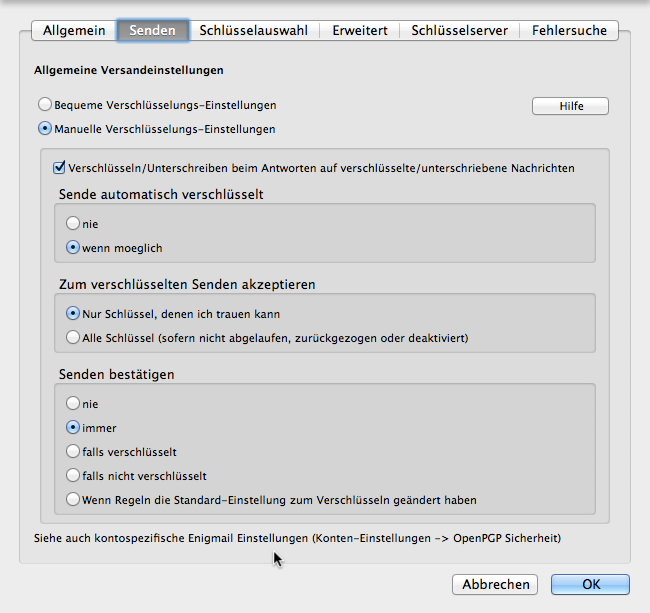 Allgemein Senden Schlüsselauswahl Erweitert Schlüsselserver Fehlersuche
Allgemeine Versandeinstellungen
Bequeme Verschlüsselungs-Einstellungen
Hilfe
Manuelle Verschlüsselungs-Einstellungen
Verschlüsseln/Unterschreiben beim Antworten auf verschlüsselte/unterschriebene Nachrichten
Sende automatisch verschlüsselt
nie
wenn moeglich
Zum verschlüsselten Senden akzeptieren
Nur Schlüssel, denen ich trauen kann
Alle Schlüssel (sofern nicht abgelaufen, zurückgezogen oder deaktiviert)
Senden bestätigen
nie
immer
falls verschlüsselt
falls nicht verschlüsselt
Wenn Regeln die Standard-Einstellung zum Verschlüsseln geändert haben
Siehe auch kontospezifische Enigmail Einstellungen (Konten-Einstellungen -> OpenPGP Sicherheit)
Abbrechen OK